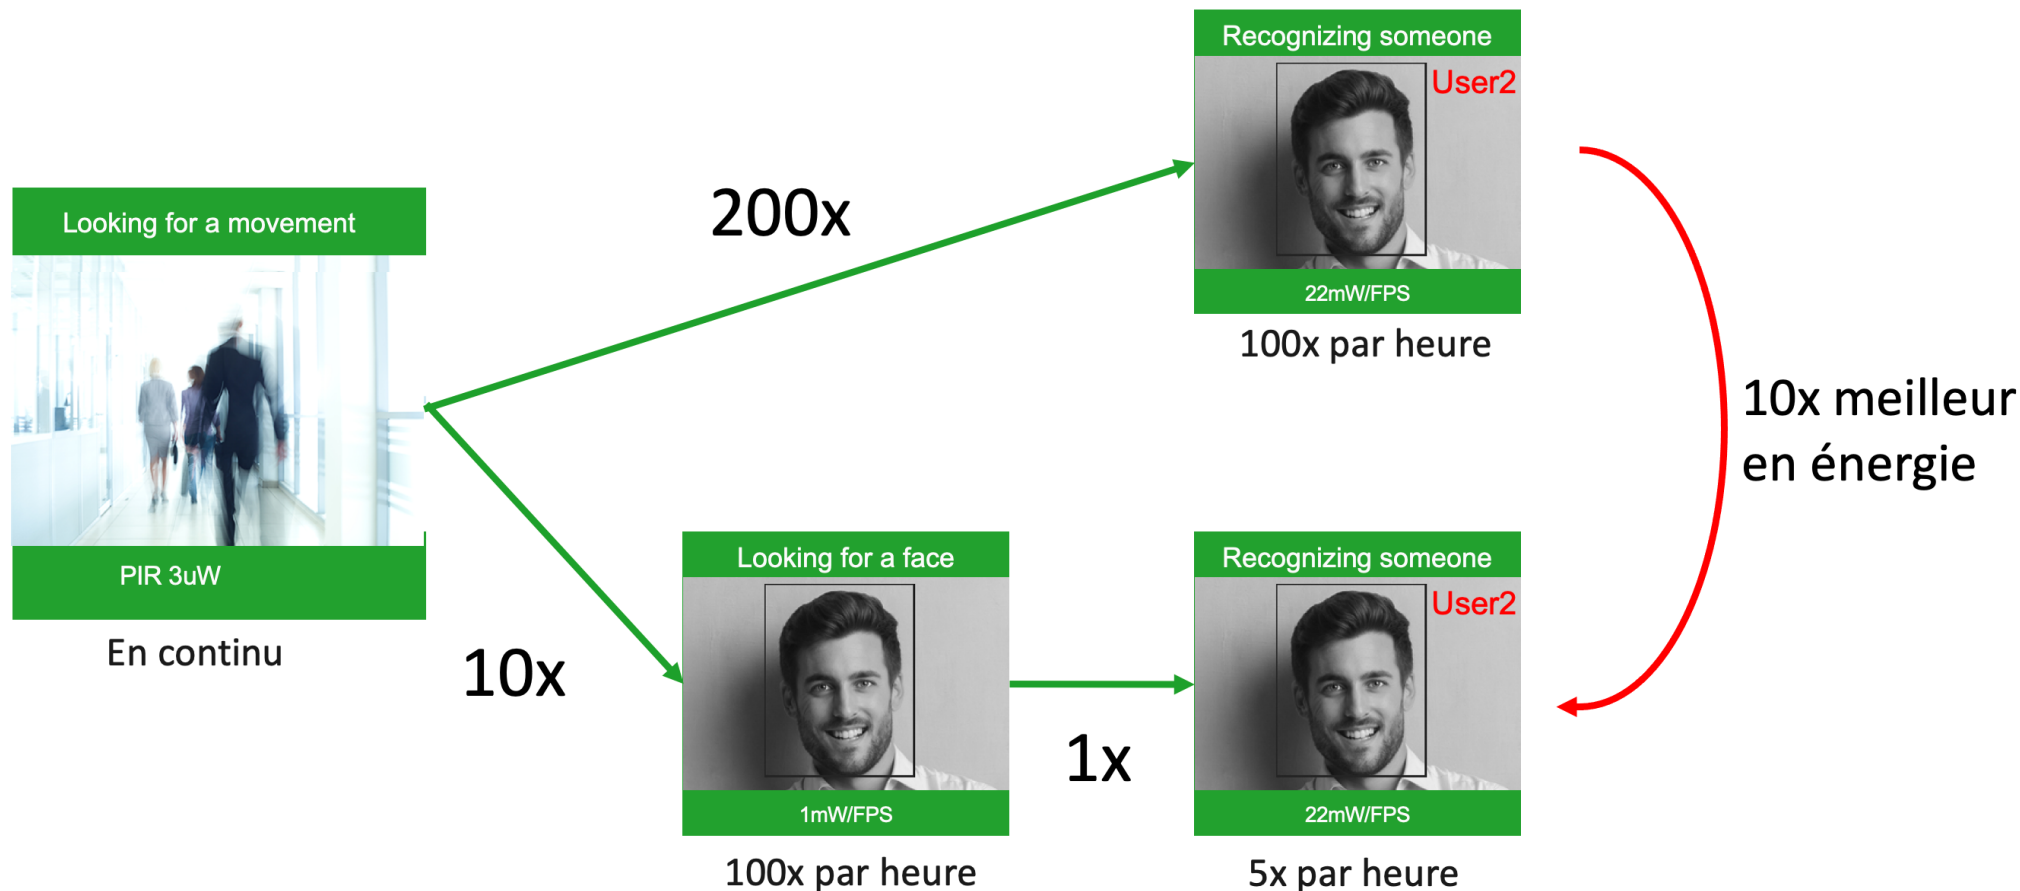 Recognizing someone
User2
22mW/FPS
100x par heure
200x
Looking for a movement
PIR 3uW
En continu
10x meilleur
en énergie
10x
Looking for a face
1mW/FPS
100x par heure
1x
Recognizing someone
User2
22mW/FPS
5x par heure